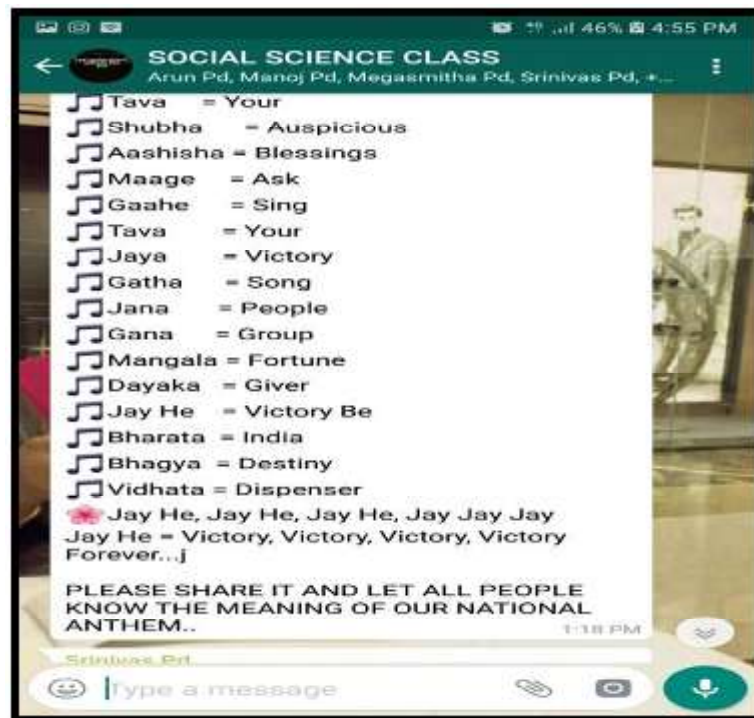 46% 4:55 PM
SOCIAL SCIENCE CLASS
Arun Pd, Manoj Pd, Megasmitha Pd, Srinivas Pd, +...
Tava = Your
Shubha = Auspicious
Aashisha = Blessings
Maage = Ask
Gaahe = Sing
Tava = Your
Jaya = Victory
Gatha = Song
Jana = People
Gana = Group
Mangala = Fortune
Dayaka = Giver
Jay He = Victory Be
Bharata = India
Bhagya = Destiny
Vidhata = Dispenser
Jay He, Jay He, Jay He, Jay Jay Jay
Jay He = Victory, Victory, Victory, Victory
Forever...j
PLEASE SHARE IT AND LET ALL PEOPLE
KNOW THE MEANING OF OUR NATIONAL
ANTHEM..
1:18 PM
Srinivas Pd
Type a message